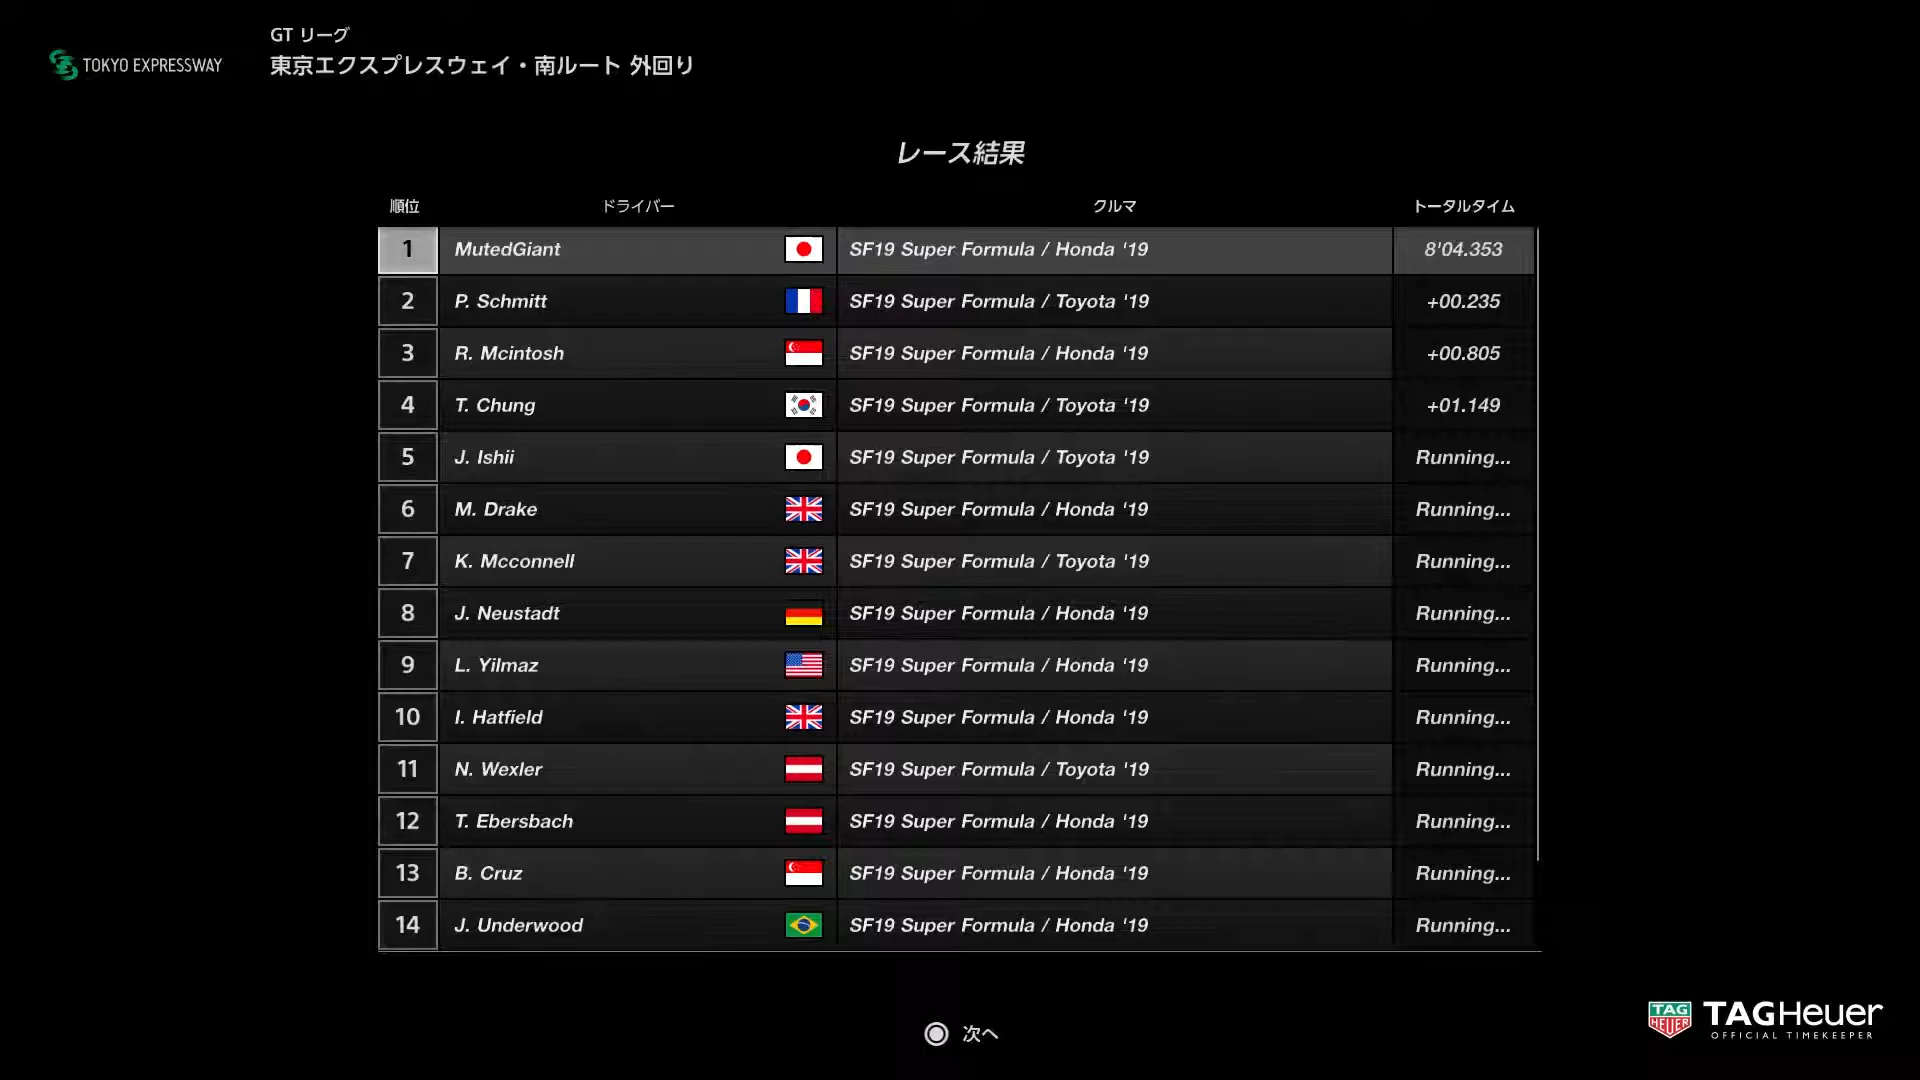 TOKYO EXPRESSWAY
GT リーグ
東京エクスプレスウェイ・南ルート 外回り
レース結果
順位 ドライバー クルマ トータルタイム
1 MutedGiant SF19 Super Formula / Honda '19 8'04.353
2 P. Schmitt SF19 Super Formula / Toyota '19 +00.235
3 R. Mcintosh SF19 Super Formula / Honda '19 +00.805
4 T. Chung SF19 Super Formula / Toyota '19 +01.149
5 J. Ishii SF19 Super Formula / Toyota '19 Running...
6 M. Drake SF19 Super Formula / Honda '19 Running...
7 K. Mcconnell SF19 Super Formula / Toyota '19 Running...
8 J. Neustadt SF19 Super Formula / Honda '19 Running...
9 L. Yilmaz SF19 Super Formula / Honda '19 Running...
10 I. Hatfield SF19 Super Formula / Honda '19 Running...
11 N. Wexler SF19 Super Formula / Toyota '19 Running...
12 T. Ebersbach SF19 Super Formula / Honda '19 Running...
13 B. Cruz SF19 Super Formula / Honda '19 Running...
14 J. Underwood SF19 Super Formula / Honda '19 Running...
次へ
TAG HEUER
TAGHeuer
OFFICIAL TIMEKEEPER